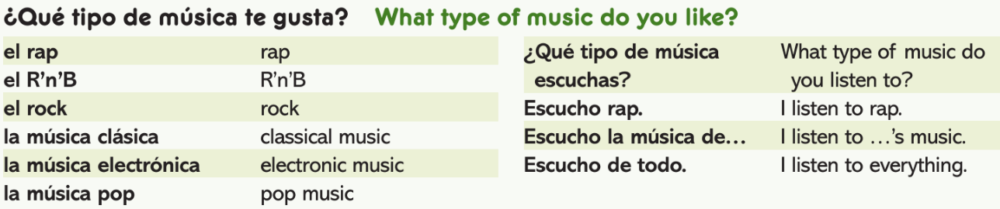 ¿Qué tipo de música te gusta? What type of music do you like?
el rap rap
el R'n'B R'n'B
el rock rock
la música clásica classical music
la música electrónica electronic music
la música pop pop music
¿Qué tipo de música What type of music do
escuchas? you listen to?
Escucho rap. I listen to rap.
Escucho la música de… I listen to …'s music.
Escucho de todo. I listen to everything.